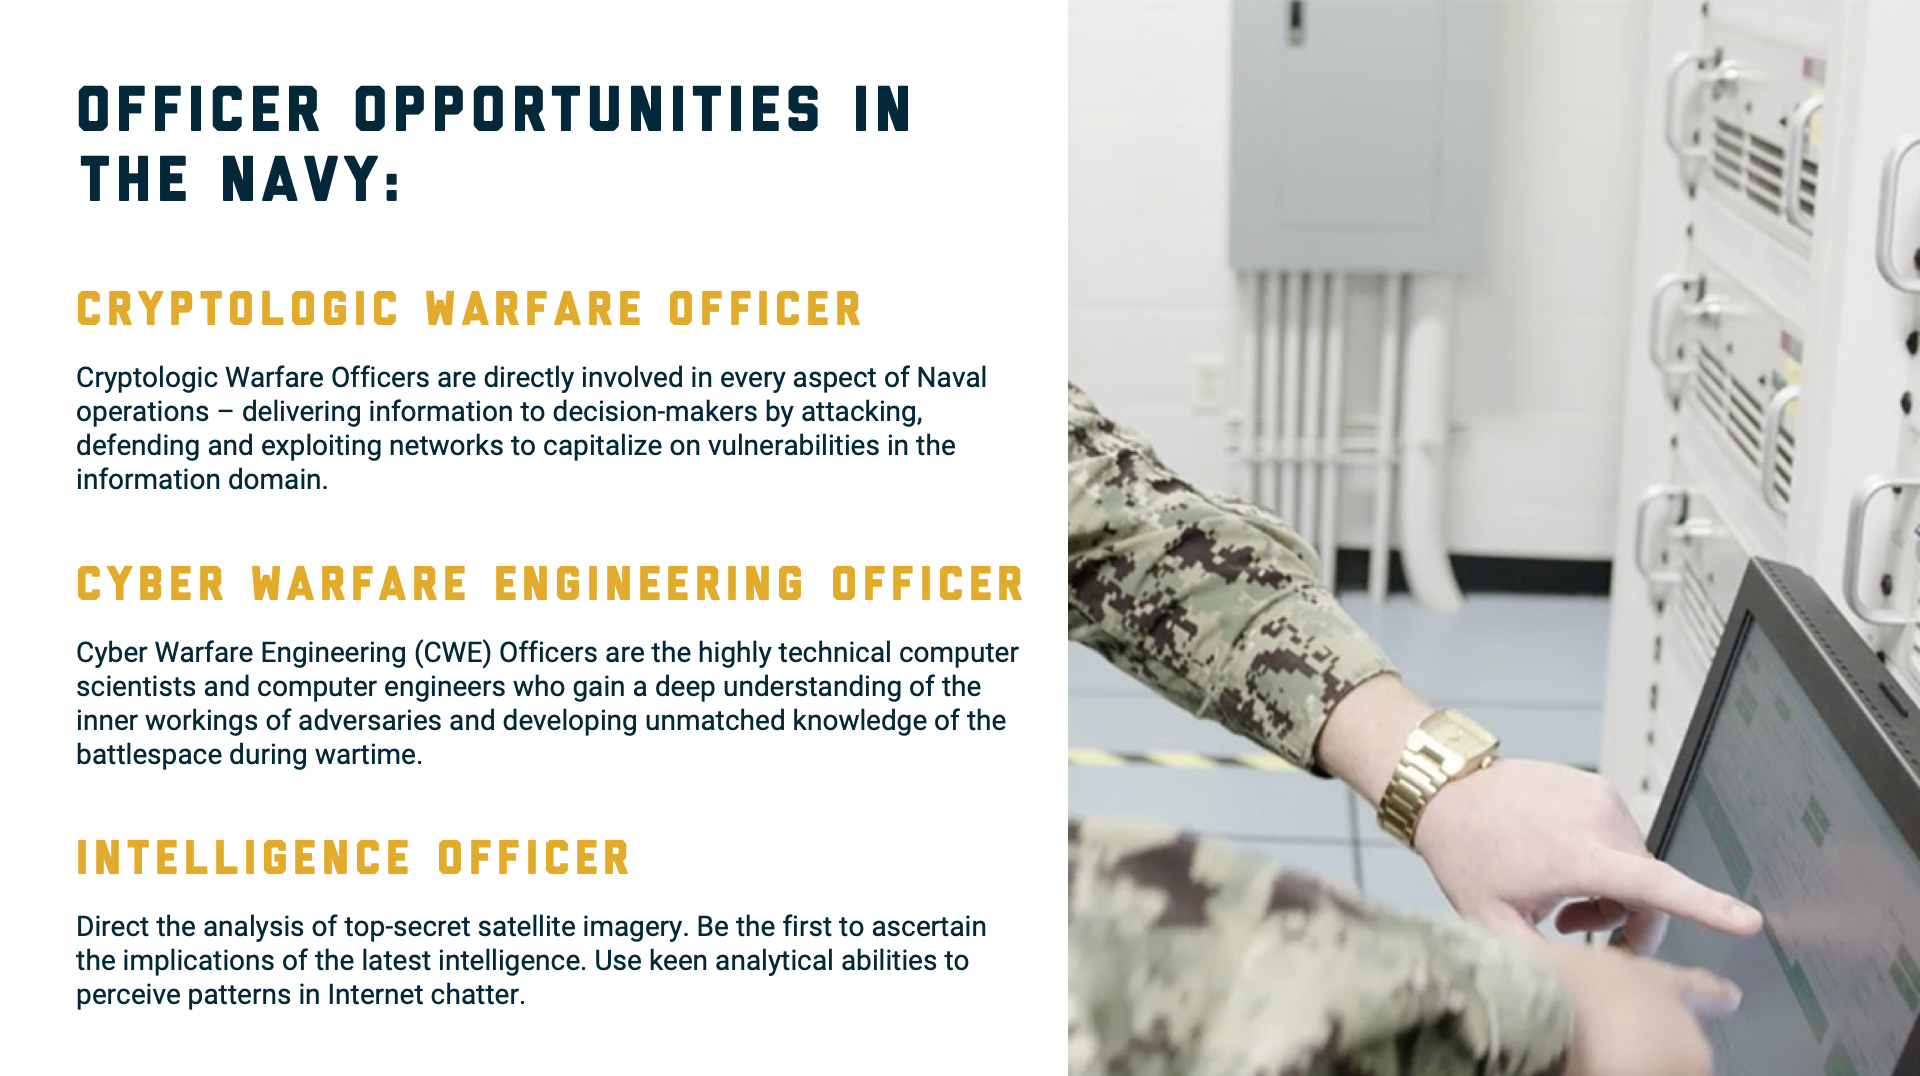 OFFICER OPPORTUNITIES IN
THE NAVY:
CRYPTOLOGIC WARFARE OFFICER
Cryptologic Warfare Officers are directly involved in every aspect of Naval
operations – delivering information to decision-makers by attacking,
defending and exploiting networks to capitalize on vulnerabilities in the
information domain.
CYBER WARFARE ENGINEERING OFFICER
Cyber Warfare Engineering (CWE) Officers are the highly technical computer
scientists and computer engineers who gain a deep understanding of the
inner workings of adversaries and developing unmatched knowledge of the
battlespace during wartime.
INTELLIGENCE OFFICER
Direct the analysis of top-secret satellite imagery. Be the first to ascertain
the implications of the latest intelligence. Use keen analytical abilities to
perceive patterns in Internet chatter.